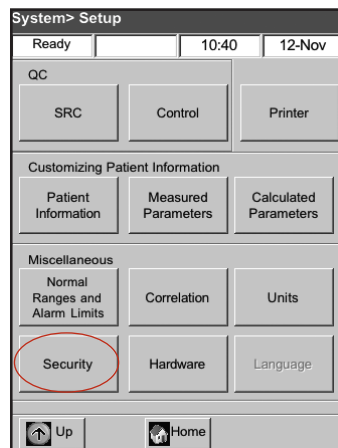 System> Setup
Ready 10:40 12-Nov
QC
SRC Control Printer
Customizing Patient Information
Patient
Information
Measured
Parameters
Calculated
Parameters
Miscellaneous
Normal
Ranges and
Alarm Limits
Correlation
Units
Security Hardware Language
Up Home